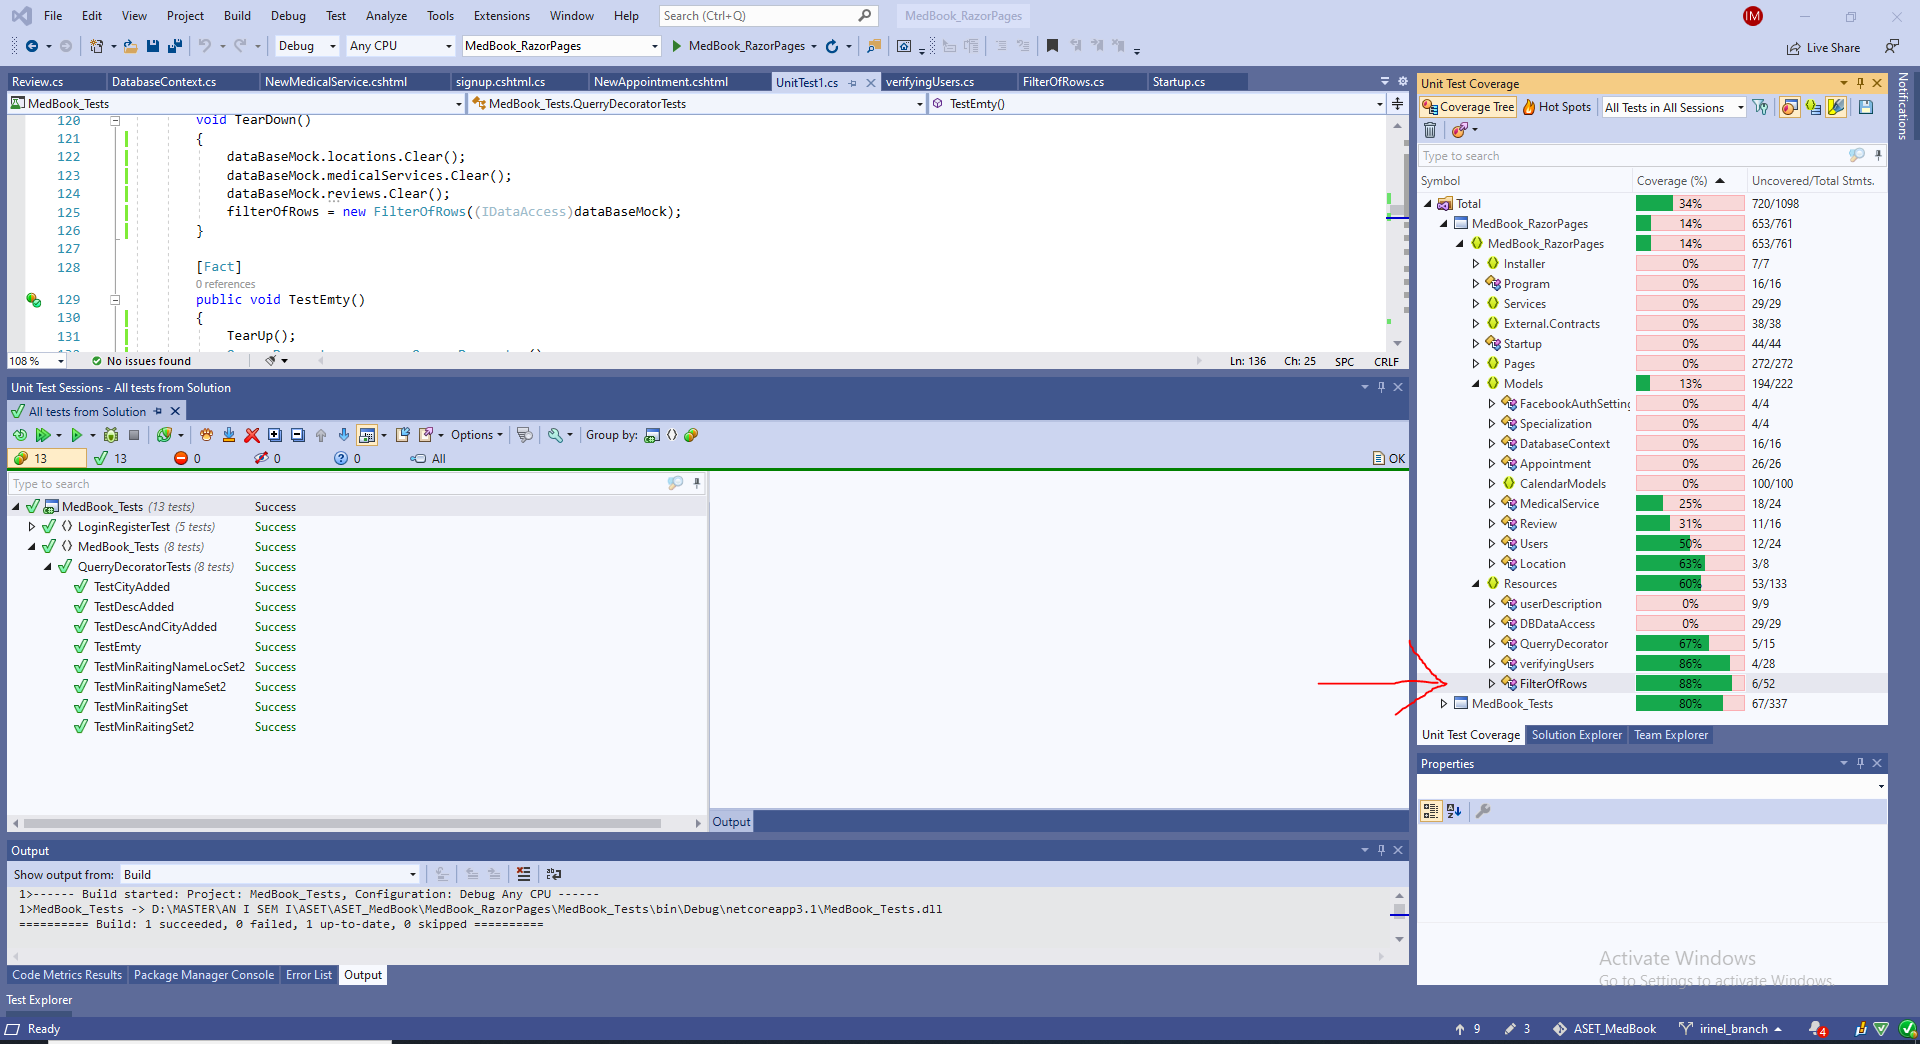 File Edit View Project Build Debug Test Analyze Tools Extensions Window Help Search (Ctrl+Q) MedBook_RazorPages IM
Debug Any CPU MedBook_RazorPages MedBook_RazorPages Live Share
Review.cs DatabaseContext.cs NewMedicalService.cshtml signup.cshtml.cs NewAppointment.cshtml UnitTest1.cs verifyingUsers.cs FilterOfRows.cs Startup.cs
MedBook_Tests MedBook_Tests.QuerryDecoratorTests TestEmty()
120 void TearDown()
121 {
122 dataBaseMock.locations.Clear();
123 dataBaseMock.medicalServices.Clear();
124 dataBaseMock.reviews.Clear();
125 filterOfRows = new FilterOfRows((IDataAccess)dataBaseMock);
126 }
127
128 [Fact]
0 references
129 public void TestEmty()
130 {
131 TearUp();
108 % No issues found Ln: 136 Ch: 25 SPC CRLF
Unit Test Sessions - All tests from Solution
All tests from Solution
Options Group by:
13 13 0 0 0 All OK
Type to search
MedBook_Tests (13 tests) Success
LoginRegisterTest (5 tests) Success
MedBook_Tests (8 tests) Success
QuerryDecoratorTests (8 tests) Success
TestCityAdded Success
TestDescAdded Success
TestDescAndCityAdded Success
TestEmty Success
TestMinRaitingNameLocSet2 Success
TestMinRaitingNameSet2 Success
TestMinRaitingSet Success
TestMinRaitingSet2 Success
Output
Output
Show output from: Build
1>------ Build started: Project: MedBook_Tests, Configuration: Debug Any CPU ------
1>MedBook_Tests -> D:\MASTER\AN I SEM I\ASET\ASET_MedBook\MedBook_RazorPages\MedBook_Tests\bin\Debug\netcoreapp3.1\MedBook_Tests.dll
========== Build: 1 succeeded, 0 failed, 1 up-to-date, 0 skipped ==========
Code Metrics Results Package Manager Console Error List Output
Test Explorer
Unit Test Coverage
Coverage Tree Hot Spots All Tests in All Sessions
Type to search
Symbol Coverage (%) Uncovered/Total Stmts.
Total 34% 720/1098
MedBook_RazorPages 14% 653/761
MedBook_RazorPages 14% 653/761
Installer 0% 7/7
Program 0% 16/16
Services 0% 29/29
External.Contracts 0% 38/38
Startup 0% 44/44
Pages 0% 272/272
Models 13% 194/222
FacebookAuthSetting 0% 4/4
Specialization 0% 4/4
DatabaseContext 0% 16/16
Appointment 0% 26/26
CalendarModels 0% 100/100
MedicalService 25% 18/24
Review 31% 11/16
Users 50% 12/24
Location 63% 3/8
Resources 60% 53/133
userDescription 0% 9/9
DBDataAccess 0% 29/29
QuerryDecorator 67% 5/15
verifyingUsers 86% 4/28
FilterOfRows 88% 6/52
MedBook_Tests 80% 67/337
Unit Test Coverage Solution Explorer Team Explorer
Properties
Activate Windows
Go to Settings to activate Windows.
Notifications
Ready 9 3 ASET_MedBook irinel_branch 4